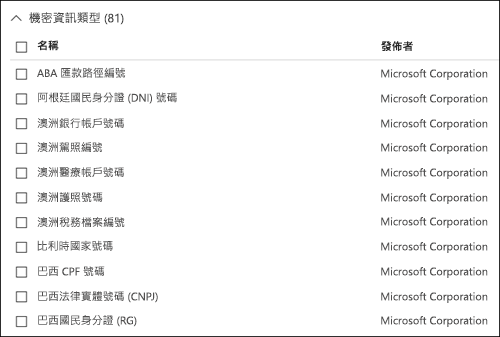 機密資訊類型 (81)
名稱 發佈者
ABA 匯款路徑編號 Microsoft Corporation
阿根廷國民身分證 (DNI) 號碼 Microsoft Corporation
澳洲銀行帳戶號碼 Microsoft Corporation
澳洲駕照編號 Microsoft Corporation
澳洲醫療帳戶號碼 Microsoft Corporation
澳洲護照號碼 Microsoft Corporation
澳洲稅務檔案編號 Microsoft Corporation
比利時國家號碼 Microsoft Corporation
巴西 CPF 號碼 Microsoft Corporation
巴西法律實體號碼 (CNPJ) Microsoft Corporation
巴西國民身分證 (RG) Microsoft Corporation